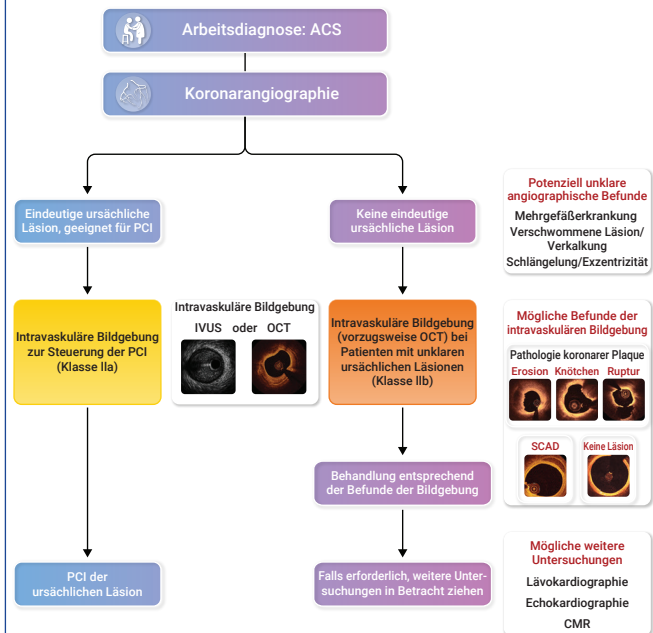 Arbeitsdiagnose: ACS
Koronarangiographie
Eindeutige ursächliche
Läsion, geeignet für PCI
Keine eindeutige
ursächliche Läsion
Potenziell unklare
angiographische Befunde
Mehrgefäßerkrankung
Verschwommene Läsion/
Verkalkung
Schlängelung/Exzentrizität
Intravaskuläre Bildgebung
zur Steuerung der PCI
(Klasse IIa)
Intravaskuläre Bildgebung
IVUS oder OCT
Intravaskuläre Bildgebung
(vorzugsweise OCT) bei
Patienten mit unklaren
ursächlichen Läsionen
(Klasse IIb)
Mögliche Befunde der
intravaskulären Bildgebung
Pathologie koronarer Plaque
Erosion Knötchen Ruptur
SCAD Keine Läsion
Behandlung entsprechend
der Befunde der Bildgebung
PCI der
ursächlichen Läsion
Falls erforderlich, weitere Unter-
suchungen in Betracht ziehen
Mögliche weitere
Untersuchungen
Lävokardiographie
Echokardiographie
CMR